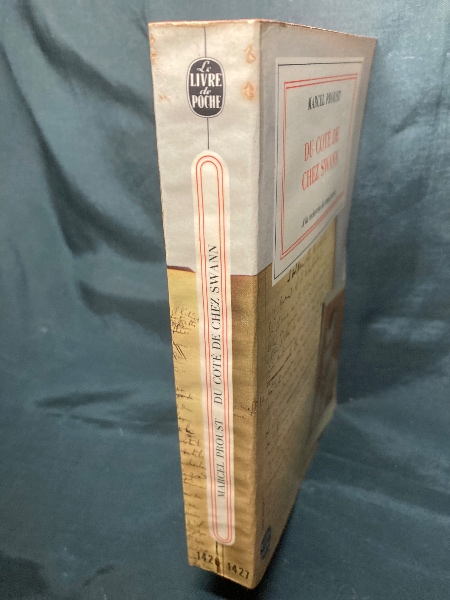 Le
LIVRE
de
POCHE
MARCEL PROUST DU COTÉ DE CHEZ SWANN
1426 1427
MARCEL PROUST
DU COTÉ DE
CHEZ SWANN